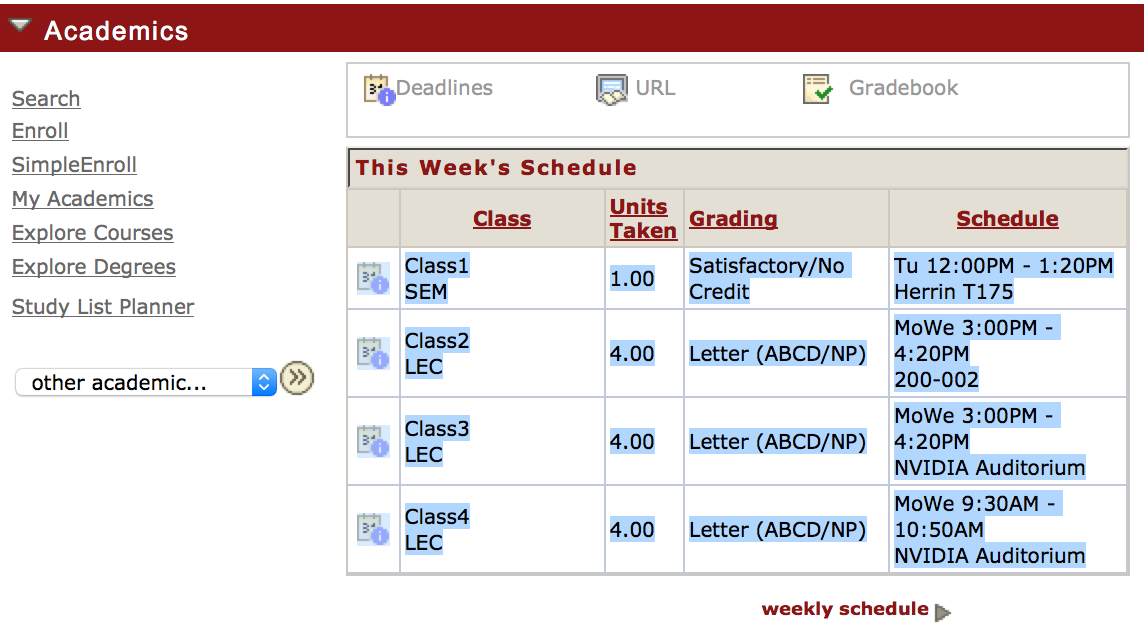 Academics
Search
Enroll
SimpleEnroll
My Academics
Explore Courses
Explore Degrees
Study List Planner
other academic...
Deadlines
URL
Gradebook
This Week's Schedule
Class
Units
Taken
Grading
Schedule
Class1
SEM
1.00
Satisfactory/No
Credit
Tu 12:00PM - 1:20PM
Herrin T175
Class2
LEC
4.00
Letter (ABCD/NP)
MoWe 3:00PM -
4:20PM
200-002
Class3
LEC
4.00
Letter (ABCD/NP)
MoWe 3:00PM -
4:20PM
NVIDIA Auditorium
Class4
LEC
4.00
Letter (ABCD/NP)
MoWe 9:30AM -
10:50AM
NVIDIA Auditorium
weekly schedule